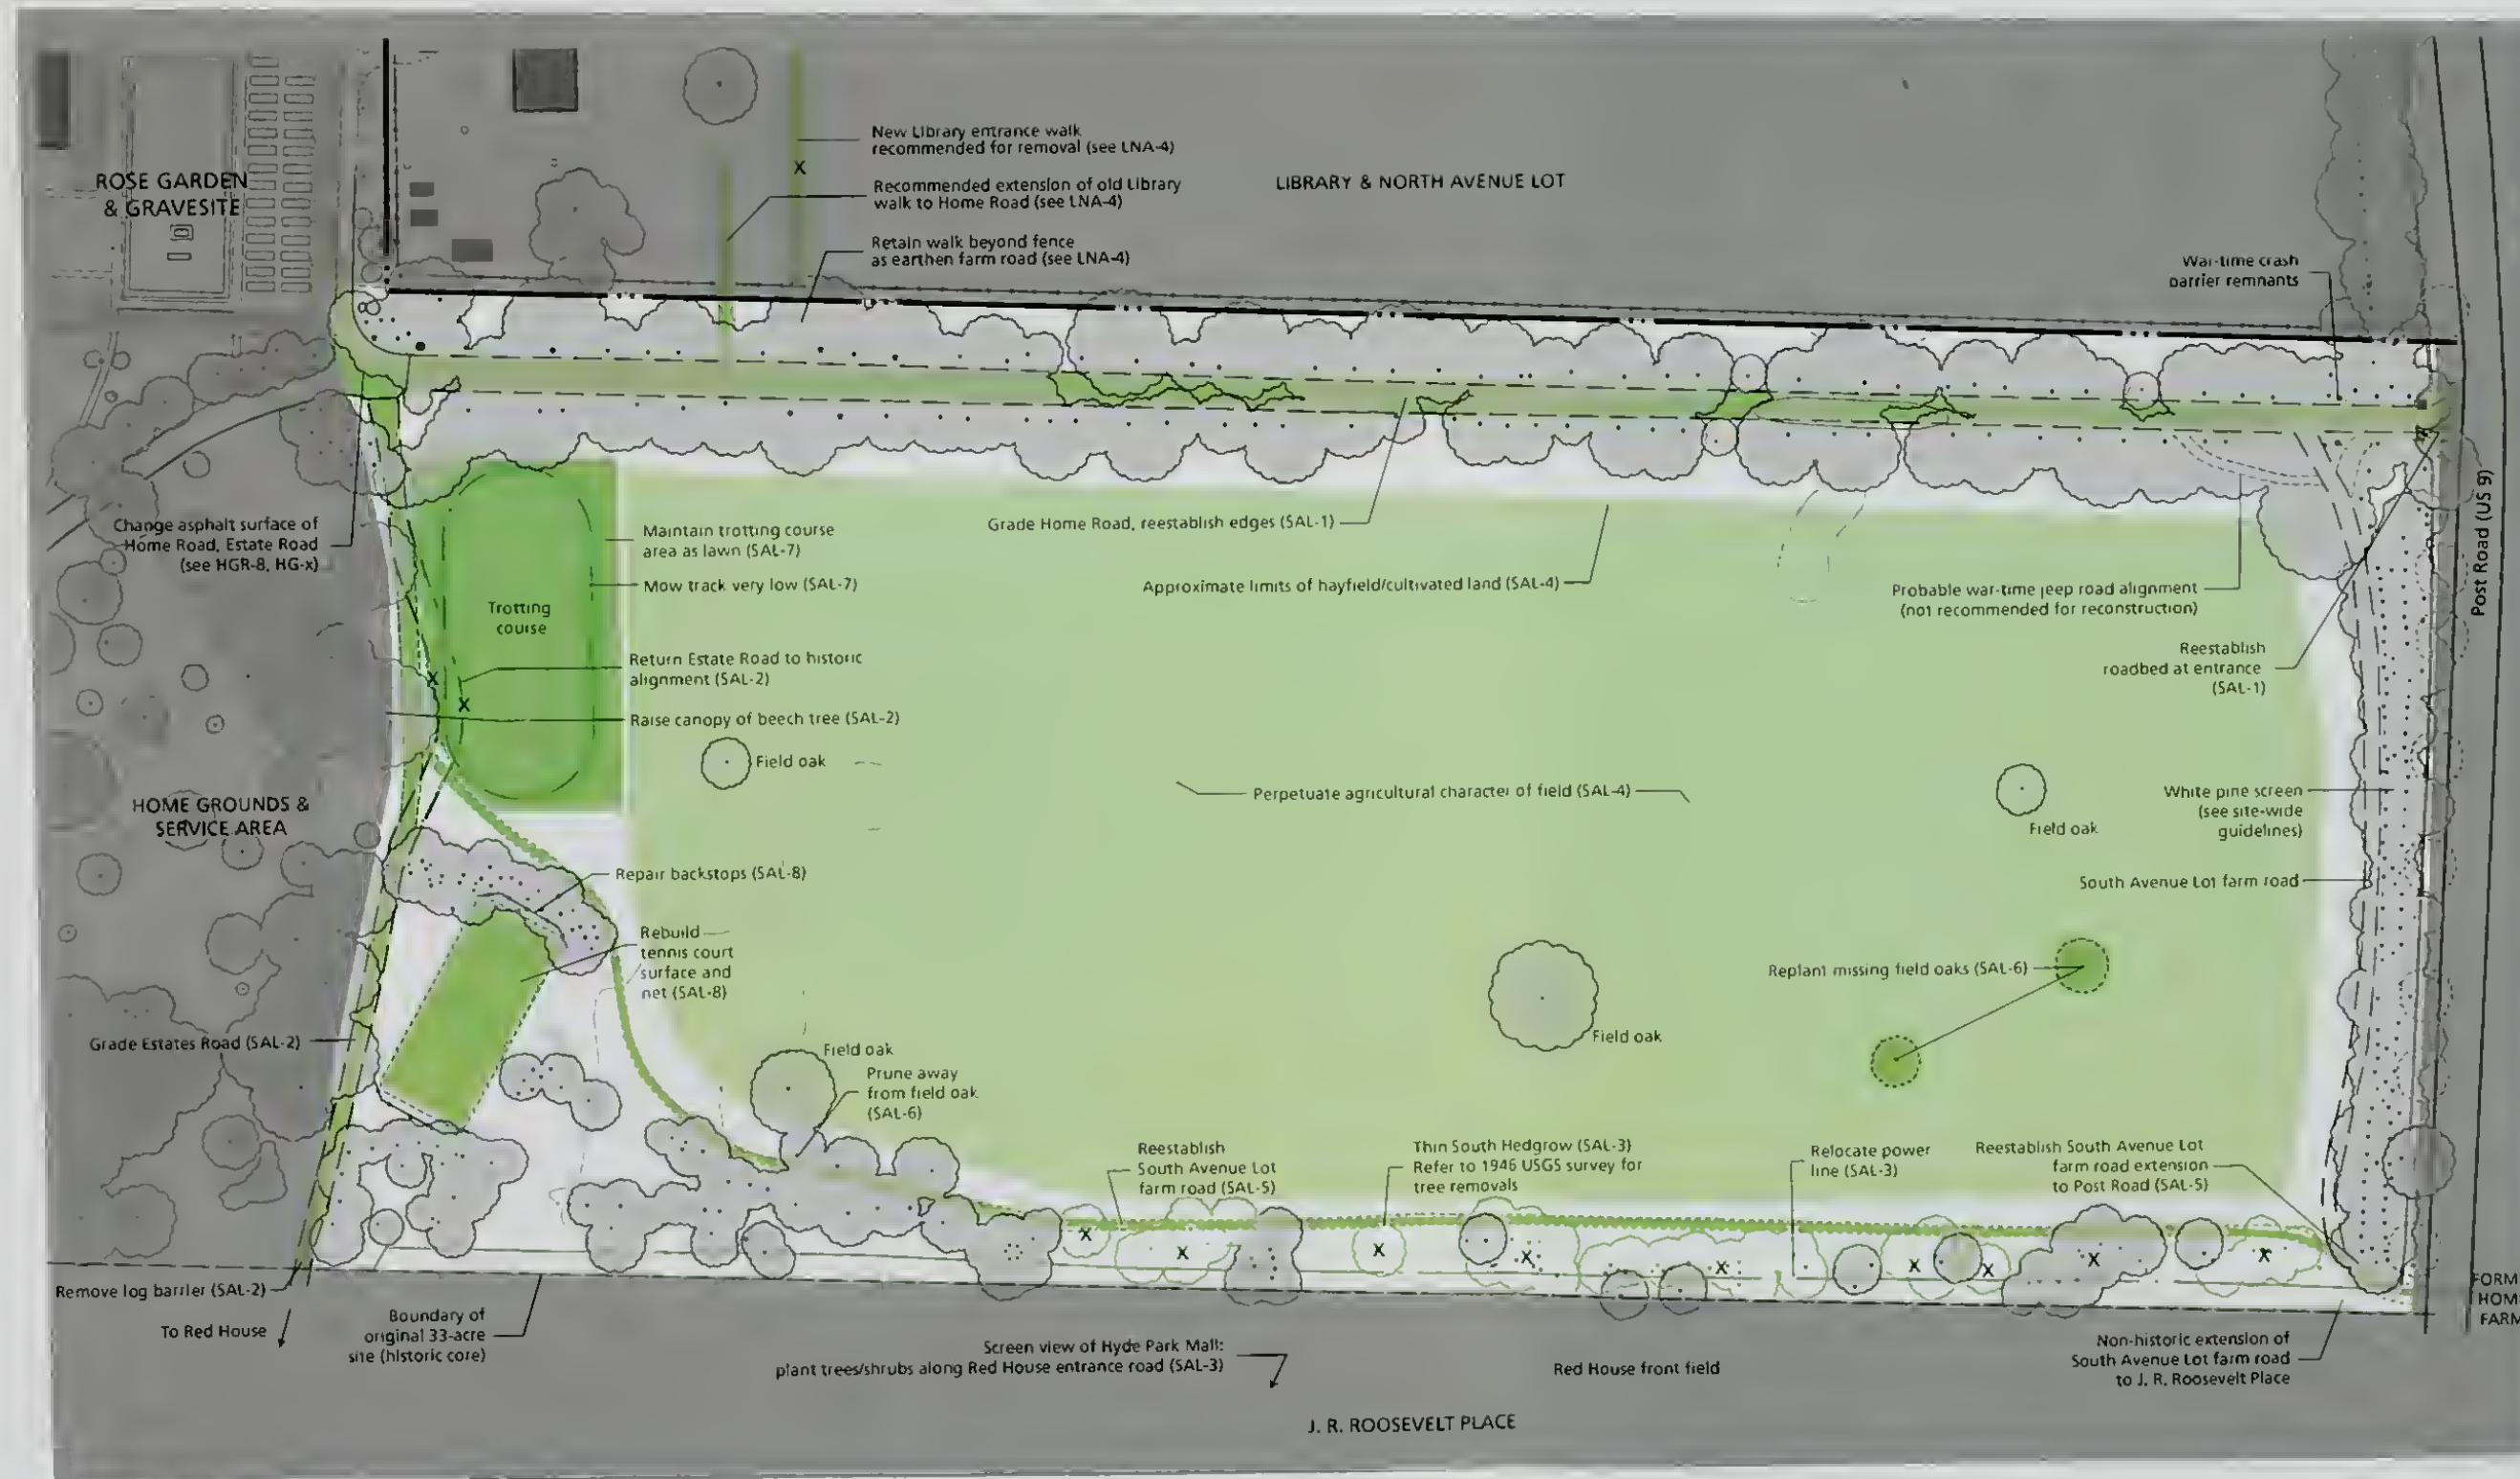 ROSE GARDEN
& GRAVESITE
New Library entrance walk
recommended for removal (see LNA-4)
Recommended extension of old Library
walk to Home Road (see LNA-4)
Retain walk beyond fence
as earthen farm road (see LNA-4)
LIBRARY & NORTH AVENUE LOT
War-time crash
barrier remnants
X
Post Road (US 9)
Change asphalt surface of
Home Road, Estate Road
(see HGR-8, HG-x)
Maintain trotting course
area as lawn (SAL-7)
Mow track very low (SAL-7)
Trotting
course
Grade Home Road, reestablish edges (SAL-1)
Approximate limits of hayfield/cultivated land (SAL-4)
Probable war-time jeep road alignment
(not recommended for reconstruction)
Reestablish
roadbed at entrance
(SAL-1)
Return Estate Road to historic
alignment (SAL-2)
X
X
Raise canopy of beech tree (SAL-2)
Field oak
Perpetuate agricultural character of field (SAL-4)
Field oak
White pine screen
(see site-wide
guidelines)
HOME GROUNDS &
SERVICE AREA
Repair backstops (SAL-8)
South Avenue Lot farm road
Rebuild
tennis court
surface and
net (SAL-8)
Replant missing field oaks (SAL-6)
Field oak
Grade Estates Road (SAL-2)
Field oak
Prune away
from field oak
(SAL-6)
Reestablish
South Avenue Lot
farm road (SAL-5)
Thin South Hedgrow (SAL-3)
Refer to 1946 USGS survey for
tree removals
Relocate power
line (SAL-3)
Reestablish South Avenue Lot
farm road extension
to Post Road (SAL-5)
X
X
X
X
X
X
X
X
X
Remove log barrier (SAL-2)
To Red House
Boundary of
original 33-acre
site (historic core)
Screen view of Hyde Park Mall:
plant trees/shrubs along Red House entrance road (SAL-3)
Red House front field
Non-historic extension of
South Avenue Lot farm road
to J. R. Roosevelt Place
FORM
HOM
FARM
J. R. ROOSEVELT PLACE